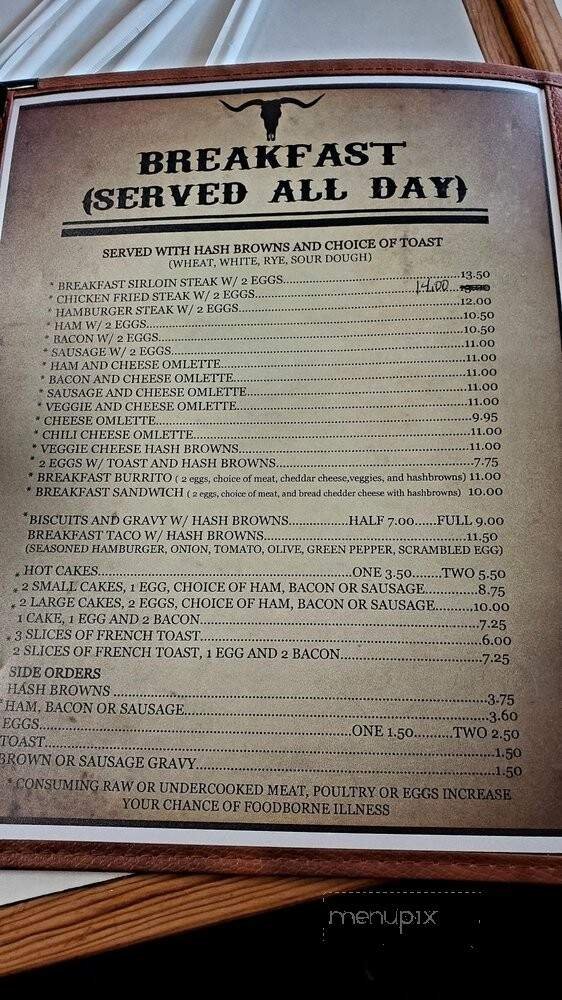 BREAKFAST
(SERVED ALL DAY)
SERVED WITH HASH BROWNS AND CHOICE OF TOAST
(WHEAT, WHITE, RYE, SOUR DOUGH)
* BREAKFAST SIRLOIN STEAK W/ 2 EGGS...13.50
* CHICKEN FRIED STEAK W/ 2 EGGS...14.00
* HAMBURGER STEAK W/ 2 EGGS...12.00
* HAM W/ 2 EGGS...10.50
* BACON W/ 2 EGGS...10.50
* SAUSAGE W/ 2 EGGS...11.00
* HAM AND CHEESE OMLETTE...11.00
* BACON AND CHEESE OMLETTE...11.00
* SAUSAGE AND CHEESE OMLETTE...11.00
* VEGGIE AND CHEESE OMLETTE...11.00
* CHEESE OMLETTE...9.95
* CHILI CHEESE OMLETTE...11.00
* VEGGIE CHEESE HASH BROWNS...11.00
* 2 EGGS W/ TOAST AND HASH BROWNS...7.75
* BREAKFAST BURRITO ( 2 eggs, choice of meat, cheddar cheese,veggies, and hashbrowns) 11.00
* BREAKFAST SANDWICH ( 2 eggs, choice of meat, and bread chedder cheese with hashbrowns) 10.00
*BISCUITS AND GRAVY W/ HASH BROWNS...HALF 7.00......FULL 9.00
BREAKFAST TACO W/ HASH BROWNS...11.50
(SEASONED HAMBURGER, ONION, TOMATO, OLIVE, GREEN PEPPER, SCRAMBLED EGG)
* HOT CAKES...ONE 3.50........TWO 5.50
* 2 SMALL CAKES, 1 EGG, CHOICE OF HAM, BACON OR SAUSAGE...8.75
* 2 LARGE CAKES, 2 EGGS, CHOICE OF HAM, BACON OR SAUSAGE...10.00
1 CAKE, 1 EGG AND 2 BACON...7.25
* 3 SLICES OF FRENCH TOAST...6.00
2 SLICES OF FRENCH TOAST, 1 EGG AND 2 BACON...7.25
SIDE ORDERS
HASH BROWNS ...3.75
*HAM, BACON OR SAUSAGE...3.60
EGGS...ONE 1.50.........TWO 2.50
TOAST...1.50
BROWN OR SAUSAGE GRAVY...1.50
* CONSUMING RAW OR UNDERCOOKED MEAT, POULTRY OR EGGS INCREASE
YOUR CHANCE OF FOODBORNE ILLNESS
menupix